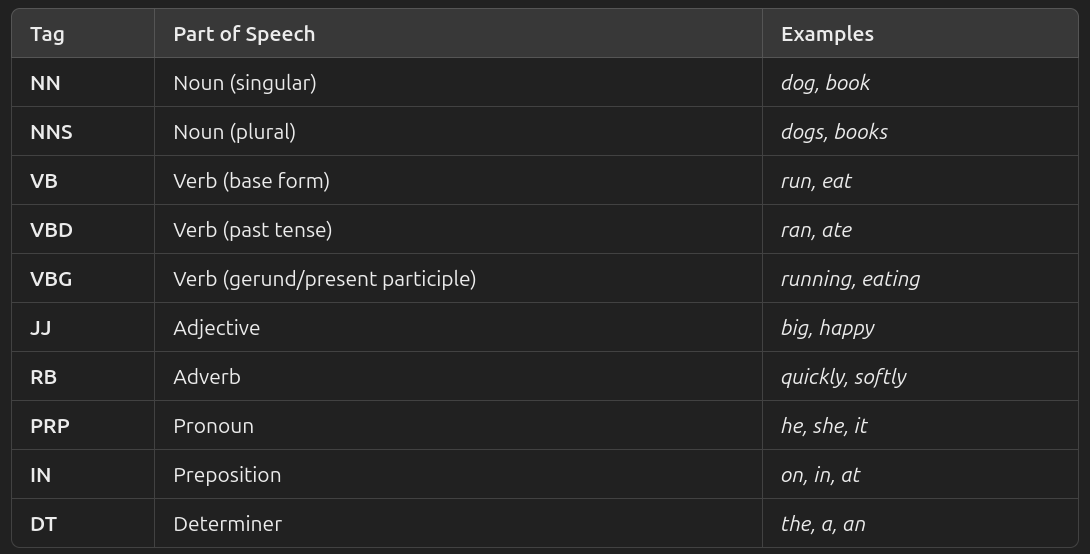 Tag Part of Speech Examples
NN Noun (singular) dog, book
NNS Noun (plural) dogs, books
VB Verb (base form) run, eat
VBD Verb (past tense) ran, ate
VBG Verb (gerund/present participle) running, eating
JJ Adjective big, happy
RB Adverb quickly, softly
PRP Pronoun he, she, it
IN Preposition on, in, at
DT Determiner the, a, an